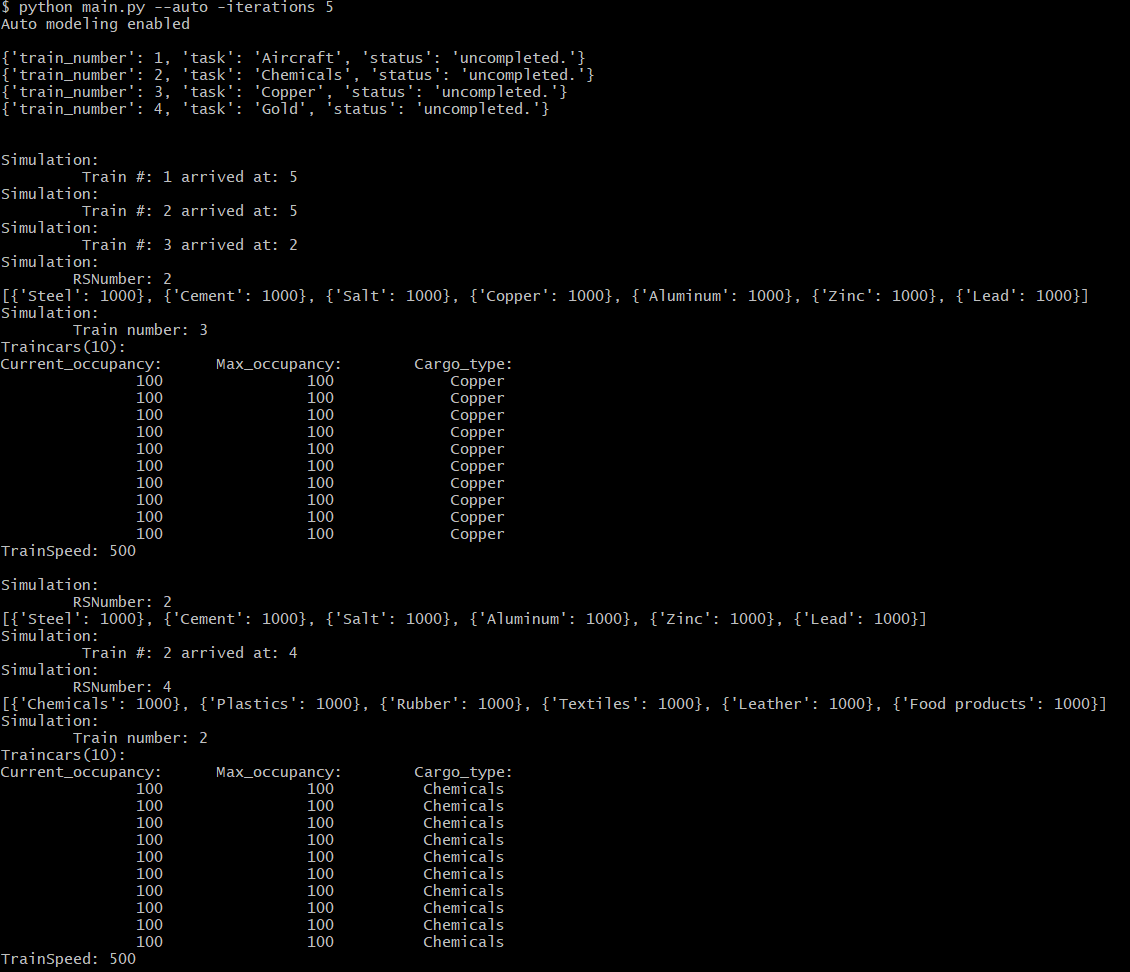 $ python main.py --auto -iterations 5
Auto modeling enabled
{'train_number': 1, 'task': 'Aircraft', 'status': 'uncompleted.'}
{'train_number': 2, 'task': 'Chemicals', 'status': 'uncompleted.'}
{'train_number': 3, 'task': 'Copper', 'status': 'uncompleted.'}
{'train_number': 4, 'task': 'Gold', 'status': 'uncompleted.'}
Simulation:
Train #: 1 arrived at: 5
Simulation:
Train #: 2 arrived at: 5
Simulation:
Train #: 3 arrived at: 2
Simulation:
RSNumber: 2
[{'Steel': 1000}, {'Cement': 1000}, {'Salt': 1000}, {'Copper': 1000}, {'Aluminum': 1000}, {'Zinc': 1000}, {'Lead': 1000}]
Simulation:
Train number: 3
Traincars(10):
Current_occupancy: Max_occupancy: Cargo_type:
100 100 Copper
100 100 Copper
100 100 Copper
100 100 Copper
100 100 Copper
100 100 Copper
100 100 Copper
100 100 Copper
100 100 Copper
100 100 Copper
TrainSpeed: 500
Simulation:
RSNumber: 2
[{'Steel': 1000}, {'Cement': 1000}, {'Salt': 1000}, {'Aluminum': 1000}, {'Zinc': 1000}, {'Lead': 1000}]
Simulation:
Train #: 2 arrived at: 4
Simulation:
RSNumber: 4
[{'Chemicals': 1000}, {'Plastics': 1000}, {'Rubber': 1000}, {'Textiles': 1000}, {'Leather': 1000}, {'Food products': 1000}]
Simulation:
Train number: 2
Traincars(10):
Current_occupancy: Max_occupancy: Cargo_type:
100 100 Chemicals
100 100 Chemicals
100 100 Chemicals
100 100 Chemicals
100 100 Chemicals
100 100 Chemicals
100 100 Chemicals
100 100 Chemicals
100 100 Chemicals
100 100 Chemicals
TrainSpeed: 500